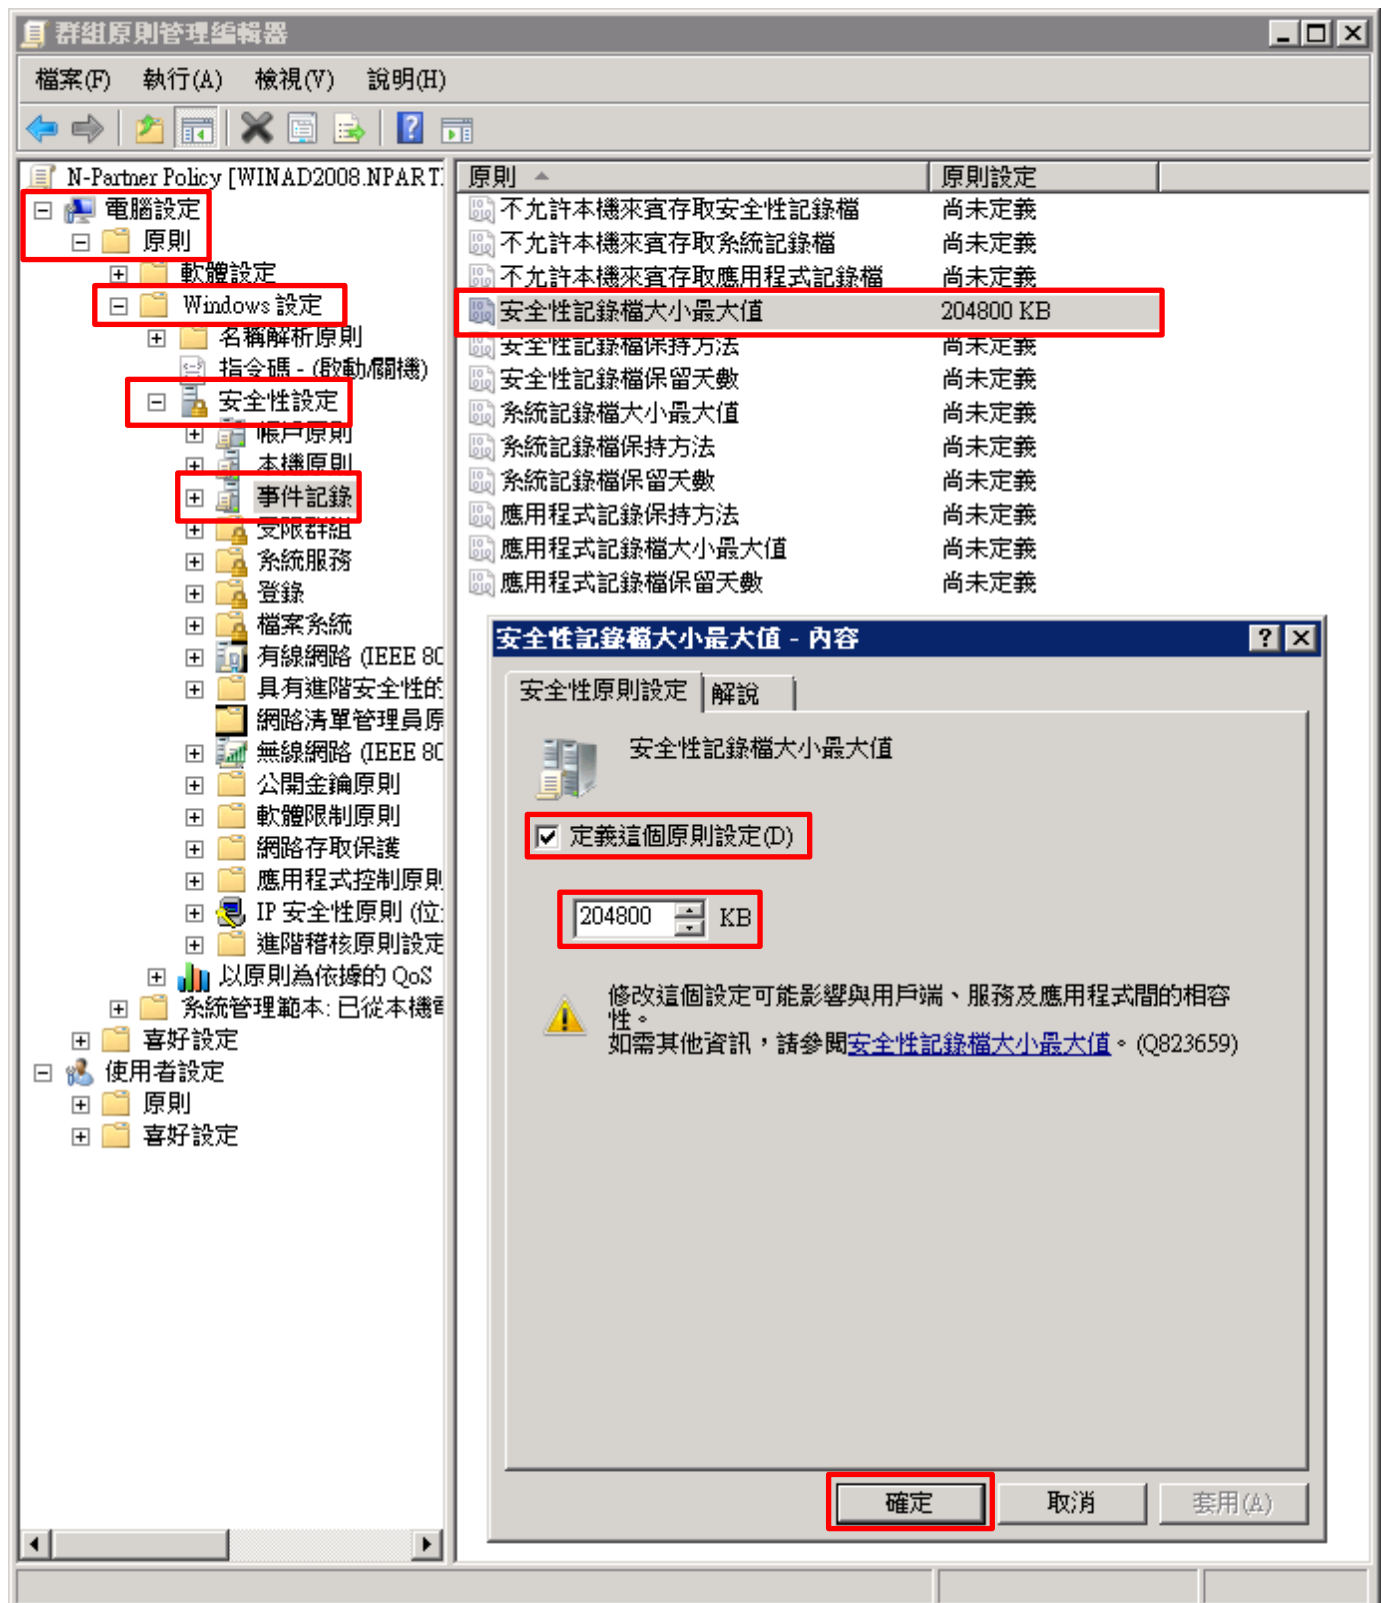 群組原則管理編輯器
檔案(F) 執行(A) 檢視(V) 說明(H)
N-Partner Policy [WINAD2008.NPART
電腦設定
原則
軟體設定
Windows 設定
名稱解析原則
指令碼 - (啟動/關機)
安全性設定
帳戶原則
本機原則
事件記錄
受限群組
系統服務
登錄
檔案系統
有線網路 (IEEE 80
具有進階安全性的
網路清單管理員原
無線網路 (IEEE 80
公開金鑰原則
軟體限制原則
網路存取保護
應用程式控制原則
IP 安全性原則 (位
進階稽核原則設定
以原則為依據的 QoS
系統管理範本: 已從本機電
喜好設定
使用者設定
原則
喜好設定
原則 原則設定
不允許本機來賓存取安全性記錄檔 尚未定義
不允許本機來賓存取系統記錄檔 尚未定義
不允許本機來賓存取應用程式記錄檔 尚未定義
安全性記錄檔大小最大值 204800 KB
安全性記錄檔保持方法 尚未定義
安全性記錄檔保留天數 尚未定義
系統記錄檔大小最大值 尚未定義
系統記錄檔保持方法 尚未定義
系統記錄檔保留天數 尚未定義
應用程式記錄保持方法 尚未定義
應用程式記錄檔大小最大值 尚未定義
應用程式記錄檔保留天數 尚未定義
安全性記錄檔大小最大值 - 內容
安全性原則設定 解說
安全性記錄檔大小最大值
定義這個原則設定(D)
204800 KB
修改這個設定可能影響與用戶端、服務及應用程式間的相容
性。
如需其他資訊，請參閱安全性記錄檔大小最大值。(Q823659)
確定 取消 套用(A)